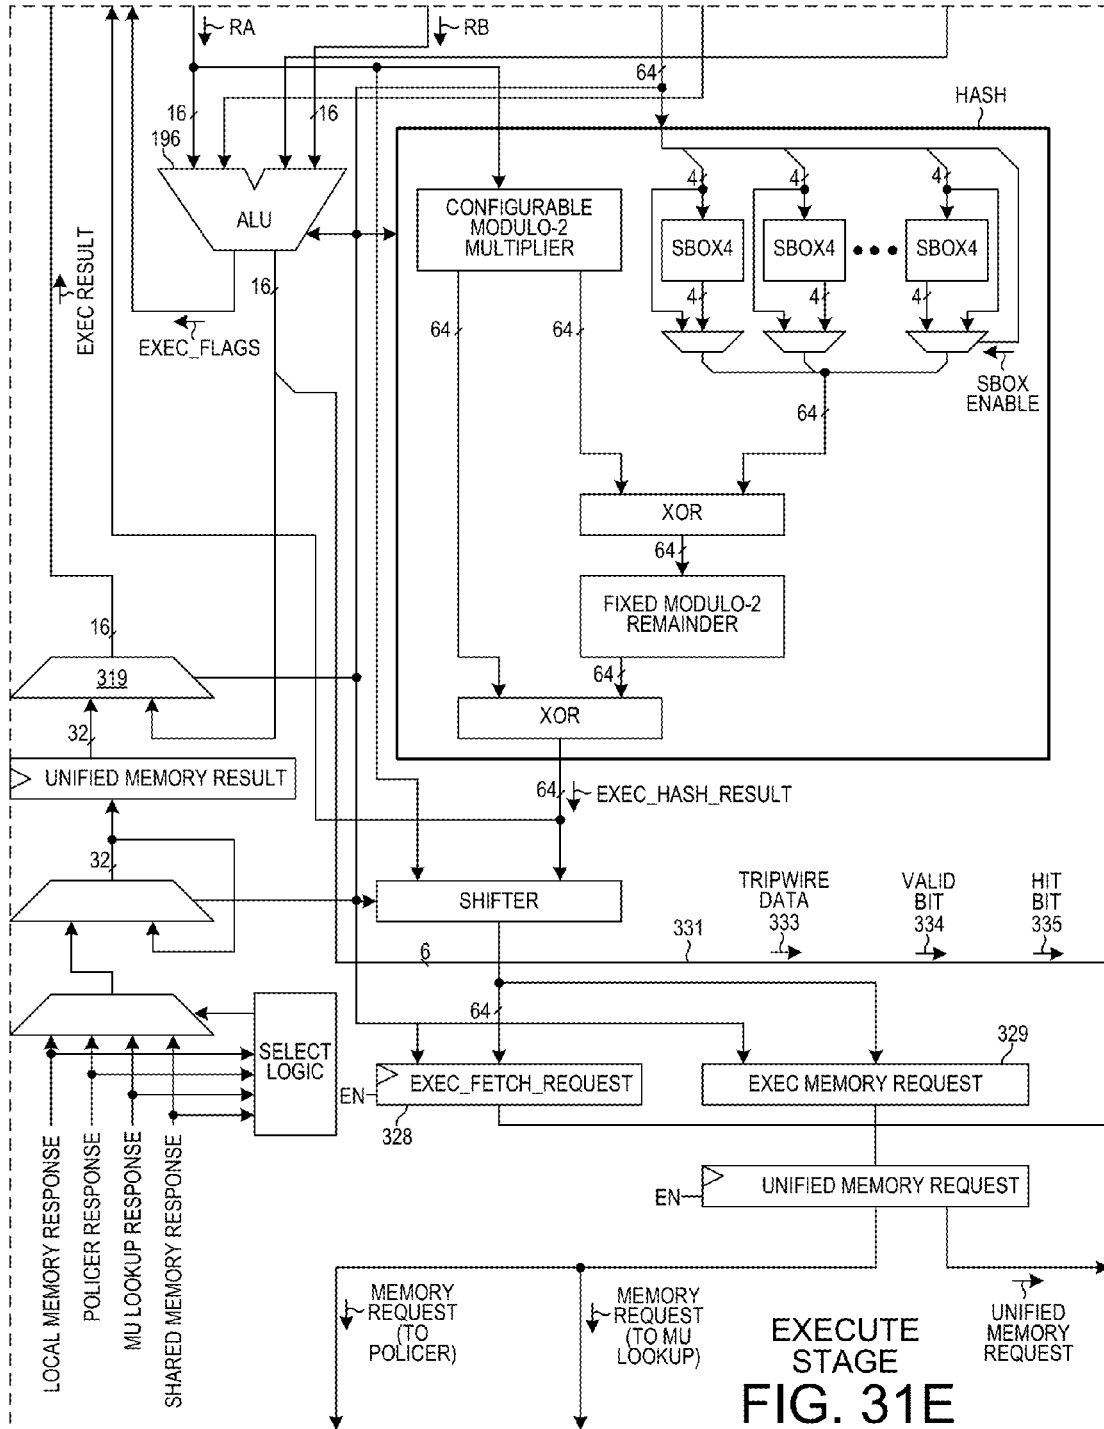 RA
RB
64
HASH
16
16
196
ALU
4
4
4
CONFIGURABLE
MODULO-2
MULTIPLIER
SBOX4
SBOX4
SBOX4
EXEC RESULT
16
4
4
4
64
64
EXEC_FLAGS
SBOX
ENABLE
64
XOR
64
FIXED MODULO-2
REMAINDER
16
64
319
XOR
32
UNIFIED MEMORY RESULT
64
EXEC_HASH_RESULT
32
SHIFTER
TRIPWIRE
DATA
333
VALID
BIT
334
HIT
BIT
335
331
6
64
SELECT
LOGIC
329
EXEC_FETCH_REQUEST
EXEC MEMORY REQUEST
EN
328
LOCAL MEMORY RESPONSE
POLICER RESPONSE
MU LOOKUP RESPONSE
SHARED MEMORY RESPONSE
EN
UNIFIED MEMORY REQUEST
MEMORY
REQUEST
(TO
POLICER)
MEMORY
REQUEST
(TO MU
LOOKUP)
UNIFIED
MEMORY
REQUEST
EXECUTE
STAGE
FIG. 31E